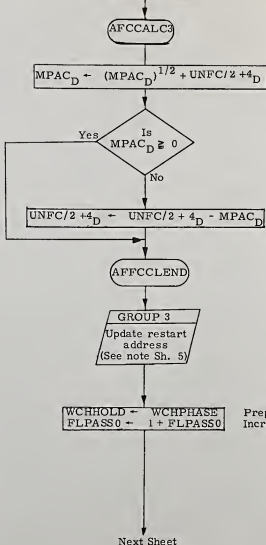 AFCCALC3
MPAC_D ← (MPAC_D)^1/2 + UNFC/2 +4_D
Is
MPAC_D ≧ 0
Yes
No
UNFC/2 +4_D ← UNFC/2 + 4_D - MPAC_D
AFFCCLEND
GROUP 3
Update restart
address
(See note Sh. 5)
WCHHOLD ← WCHPHASE
FLPASS0 ← 1 + FLPASS0
Prep
Incr
Next Sheet